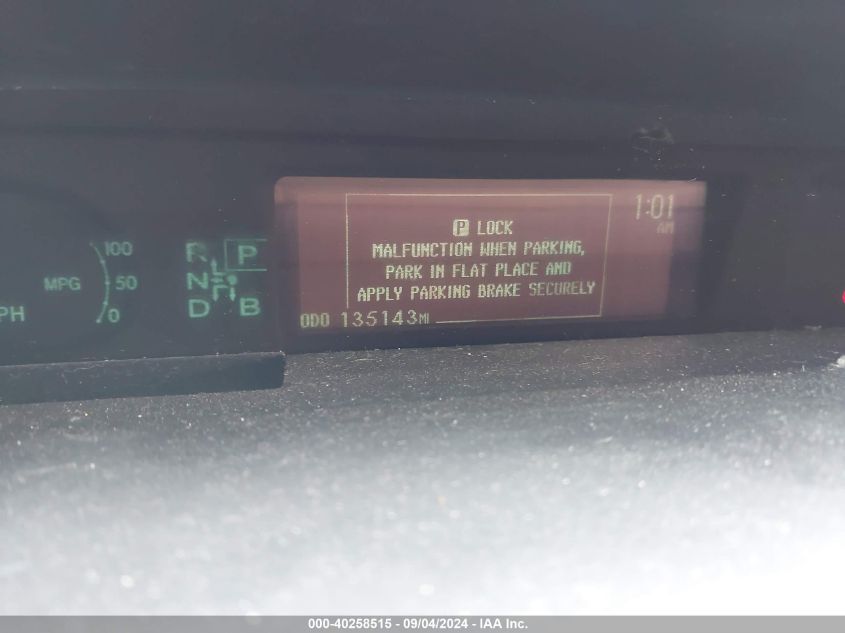 P LOCK
MALFUNCTION WHEN PARKING,
PARK IN FLAT PLACE AND
APPLY PARKING BRAKE SECURELY
1:01
AM
ODO 135143MI
100
MPG 50
0
PH
R P
N
D B
000-40258515 - 09/04/2024 - IAA Inc.